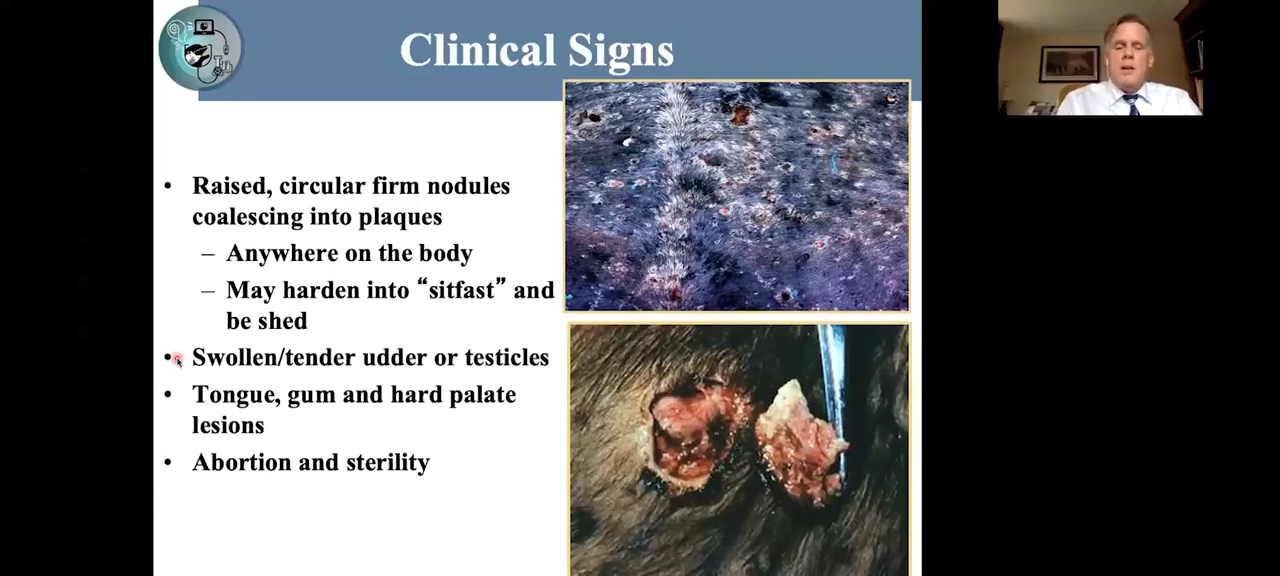 Clinical Signs
• Raised, circular firm nodules
coalescing into plaques
– Anywhere on the body
– May harden into “sitfast” and
be shed
• Swollen/tender udder or testicles
• Tongue, gum and hard palate
lesions
• Abortion and sterility